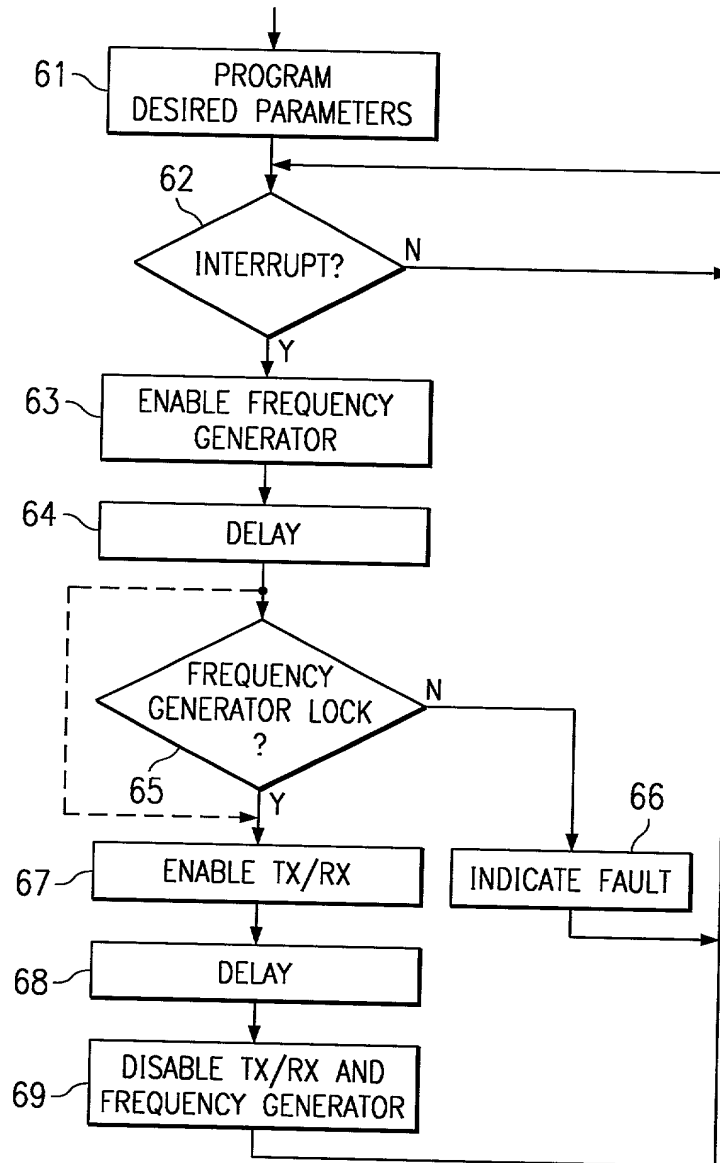 61
PROGRAM
DESIRED PARAMETERS
62
INTERRUPT?
N
Y
63
ENABLE FREQUENCY
GENERATOR
64
DELAY
FREQUENCY
GENERATOR LOCK
?
N
65
Y
66
INDICATE FAULT
67
ENABLE TX/RX
68
DELAY
69
DISABLE TX/RX AND
FREQUENCY GENERATOR